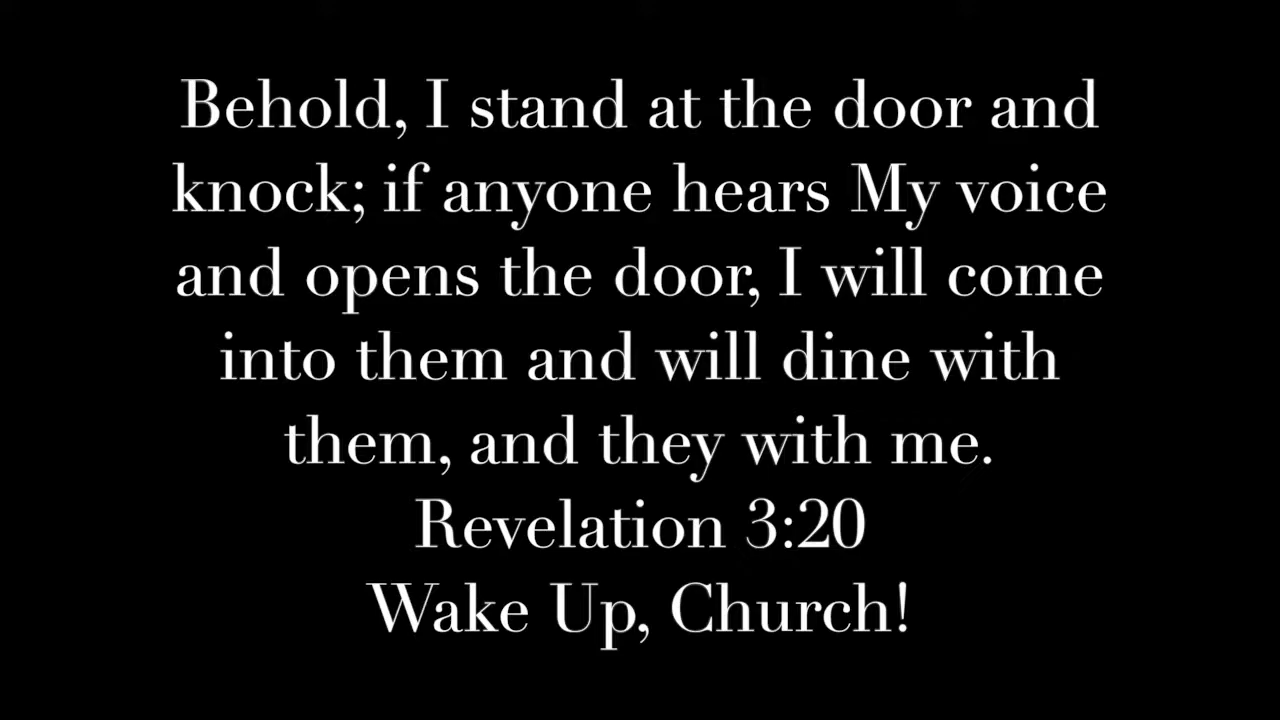 Behold, I stand at the door and
knock; if anyone hears My voice
and opens the door, I will come
into them and will dine with
them, and they with me.
Revelation 3:20
Wake Up, Church!